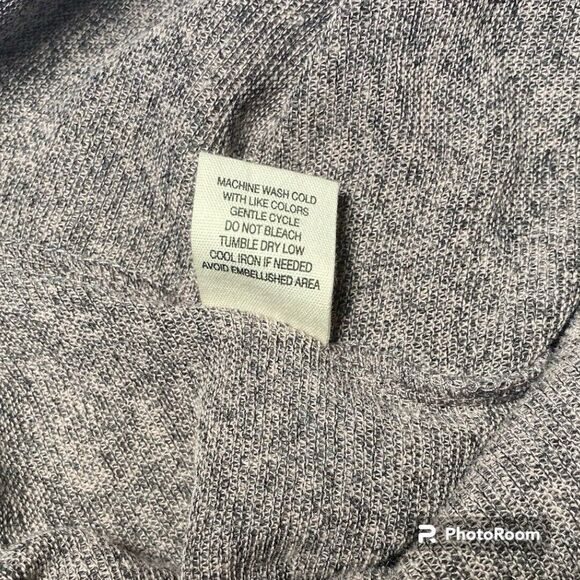 MACHINE WASH COLD
WITH LIKE COLORS
GENTLE CYCLE
DO NOT BLEACH
TUMBLE DRY LOW
COOL IRON IF NEEDED
AVOID EMBELLISHED AREA
PhotoRoom